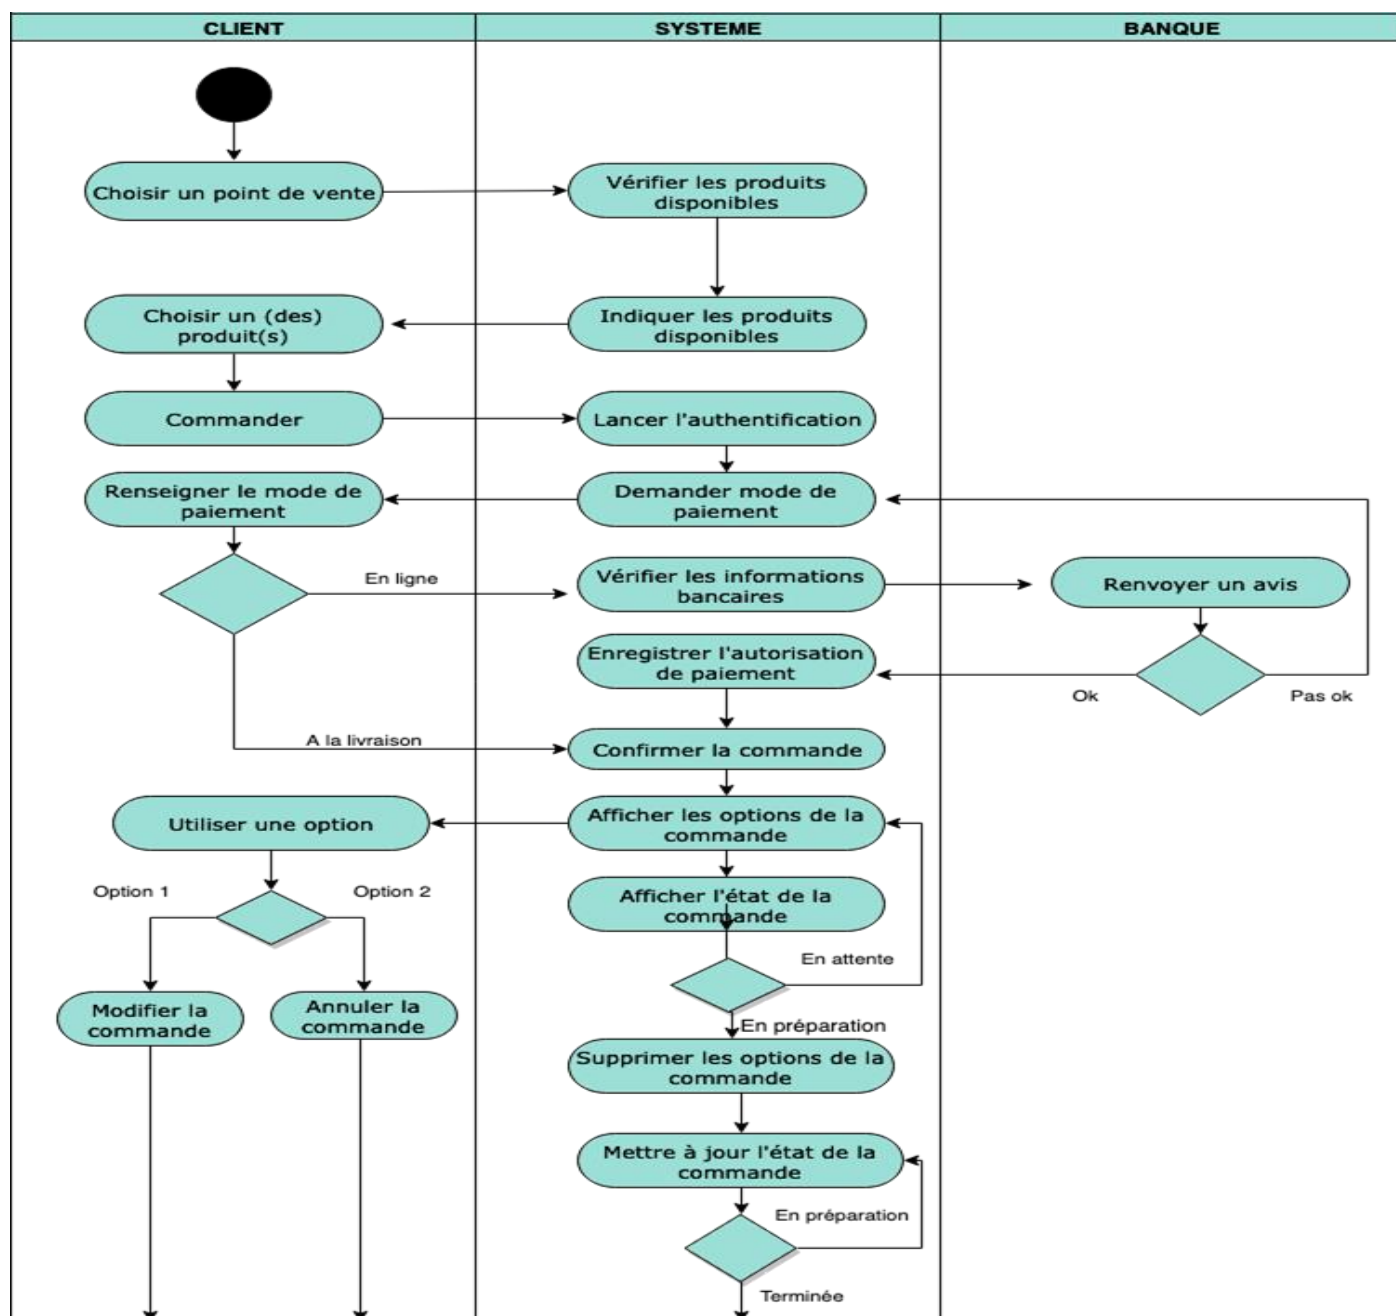 CLIENT
SYSTEME
BANQUE
Choisir un point de vente
Vérifier les produits
disponibles
Choisir un (des)
produit(s)
Indiquer les produits
disponibles
Commander
Lancer l'authentification
Renseigner le mode de
paiement
Demander mode de
paiement
En ligne
Vérifier les informations
bancaires
Renvoyer un avis
Enregistrer l'autorisation
de paiement
Ok
Pas ok
A la livraison
Confirmer la commande
Utiliser une option
Afficher les options de la
commande
Option 1
Option 2
Afficher l'état de la
commande
En attente
Modifier la
commande
Annuler la
commande
En préparation
Supprimer les options de la
commande
Mettre à jour l'état de la
commande
En préparation
Terminée